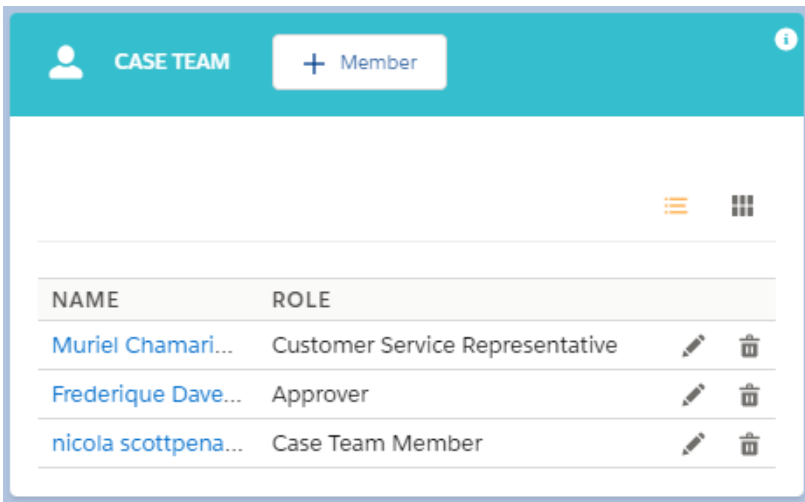 CASE TEAM + Member
NAME ROLE
Muriel Chamari... Customer Service Representative
Frederique Dave... Approver
nicola scottpena... Case Team Member